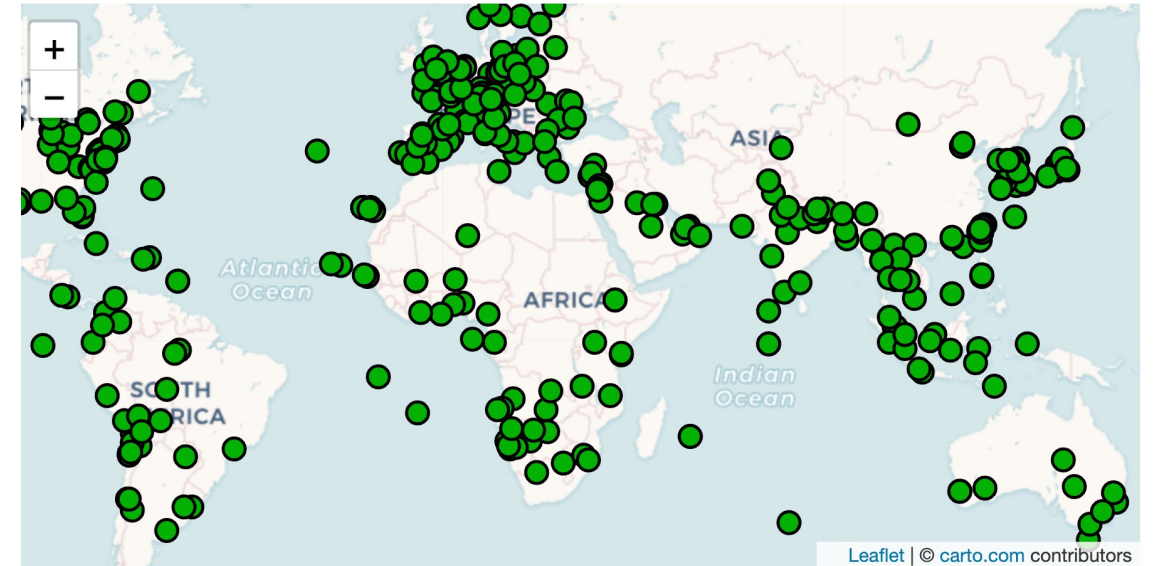 +
−
ASIA
Atlantic
Ocean
AFRICA
Indian
Ocean
Leaflet | © carto.com contributors